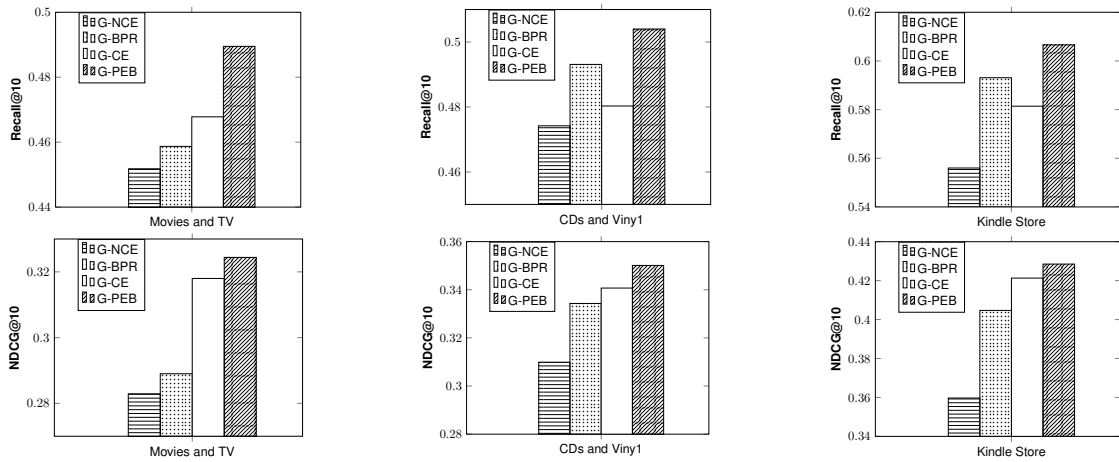 0.5
0.48
0.46
0.44
Recall@10
G-NCE
G-BPR
G-CE
G-PEB
Movies and TV
0.5
0.48
0.46
Recall@10
G-NCE
G-BPR
G-CE
G-PEB
CDs and Viny1
0.62
0.6
0.58
0.56
0.54
Recall@10
G-NCE
G-BPR
G-CE
G-PEB
Kindle Store
0.32
0.3
0.28
NDCG@10
G-NCE
G-BPR
G-CE
G-PEB
Movies and TV
0.36
0.34
0.32
0.3
0.28
NDCG@10
G-NCE
G-BPR
G-CE
G-PEB
CDs and Viny1
0.44
0.42
0.4
0.38
0.36
0.34
NDCG@10
G-NCE
G-BPR
G-CE
G-PEB
Kindle Store